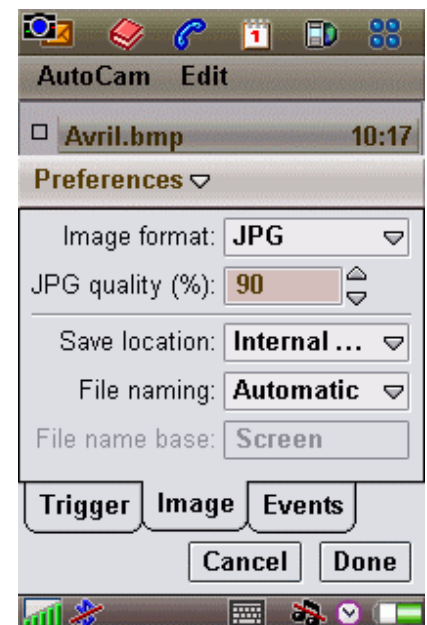 1
AutoCam Edit
Avril.bmp 10:17
Preferences
Image format: JPG
JPG quality (%): 90
Save location: Internal ...
File naming: Automatic
File name base: Screen
Trigger Image Events
Cancel Done